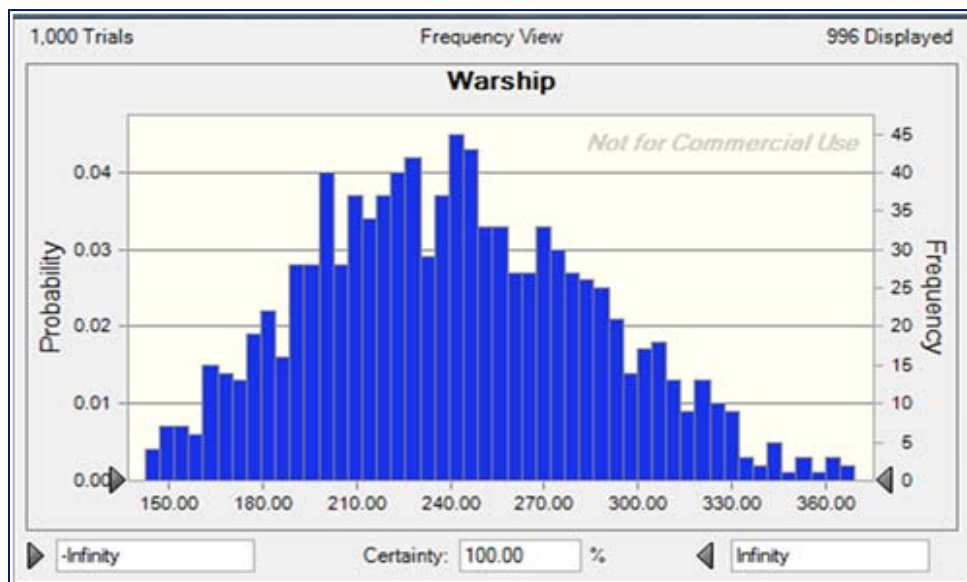 1,000 Trials Frequency View 996 Displayed
Warship
Not for Commercial Use
Probability
0.04
0.03
0.02
0.01
0.00
45
40
35
30
25
20
15
10
5
0
Frequency
150.00 180.00 210.00 240.00 270.00 300.00 330.00 360.00
-Infinity Certainty: 100.00 % Infinity